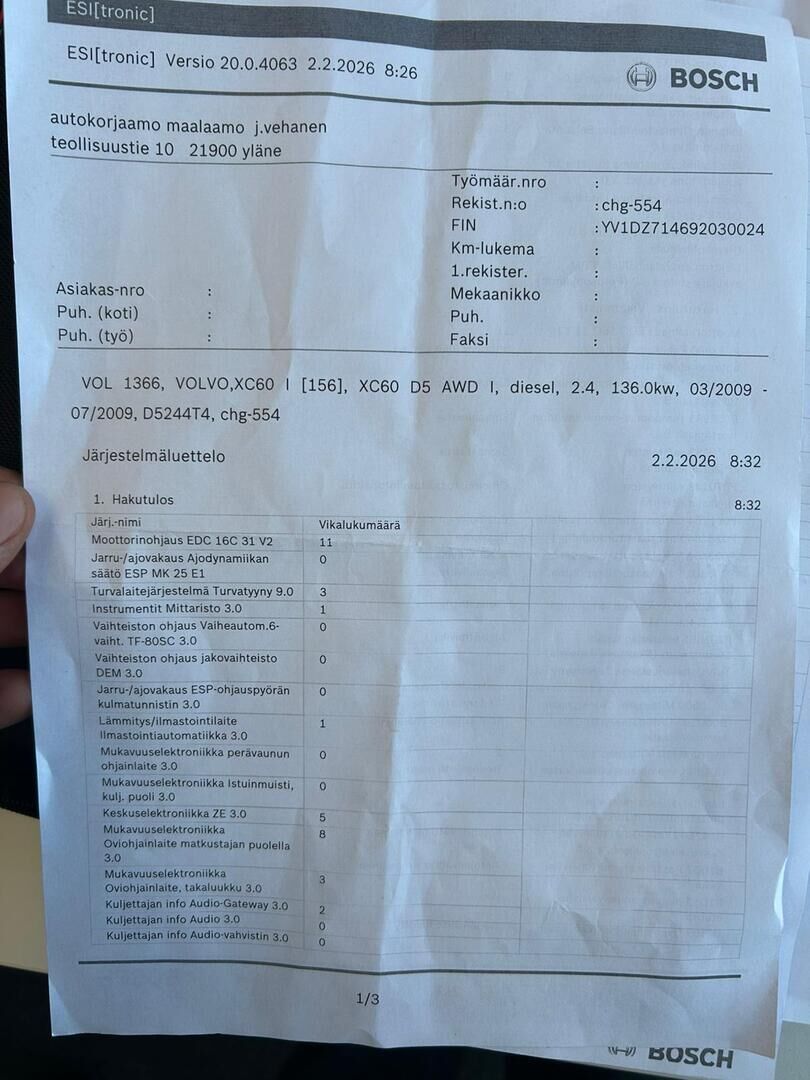 ESI[tronic]
ESI[tronic] Versio 20.0.4063 2.2.2026 8:26
BOSCH
autokorjaamo maalaamo j.vehanen
teollisuustie 10 21900 yläne
Työmäär.nro :
Rekist.n:o : chg-554
FIN : YV1DZ714692030024
Km-lukema :
1.rekister. :
Asiakas-nro :
Mekaanikko :
Puh. (koti) :
Puh. :
Puh. (työ) :
Faksi :
VOL 1366, VOLVO,XC60 I [156], XC60 D5 AWD I, diesel, 2.4, 136.0kw, 03/2009 -
07/2009, D5244T4, chg-554
Järjestelmäluettelo 2.2.2026 8:32
1. Hakutulos 8:32
Järj.-nimi Vikalukumäärä
Moottorinohjaus EDC 16C 31 V2 11
Jarru-/ajovakaus Ajodynamiikan 0
säätö ESP MK 25 E1
Turvalaitejärjestelmä Turvatyyny 9.0 3
Instrumentit Mittaristo 3.0 1
Vaihteiston ohjaus Vaiheautom.6- 0
vaiht. TF-80SC 3.0
Vaihteiston ohjaus jakovaihteisto 0
DEM 3.0
Jarru-/ajovakaus ESP-ohjauspyörän 0
kulmatunnistin 3.0
Lämmitys/ilmastointilaite 1
Ilmastointiautomatiikka 3.0
Mukavuuselektroniikka perävaunun 0
ohjainlaite 3.0
Mukavuuselektroniikka Istuinmuisti, 0
kulj. puoli 3.0
Keskuselektroniikka ZE 3.0 5
Mukavuuselektroniikka 8
Oviohjainlaite matkustajan puolella
3.0
Mukavuuselektroniikka 3
Oviohjainlaite, takaluukku 3.0
Kuljettajan info Audio-Gateway 3.0 2
Kuljettajan info Audio 3.0 0
Kuljettajan info Audio-vahvistin 3.0 0
1/3
BOSCH